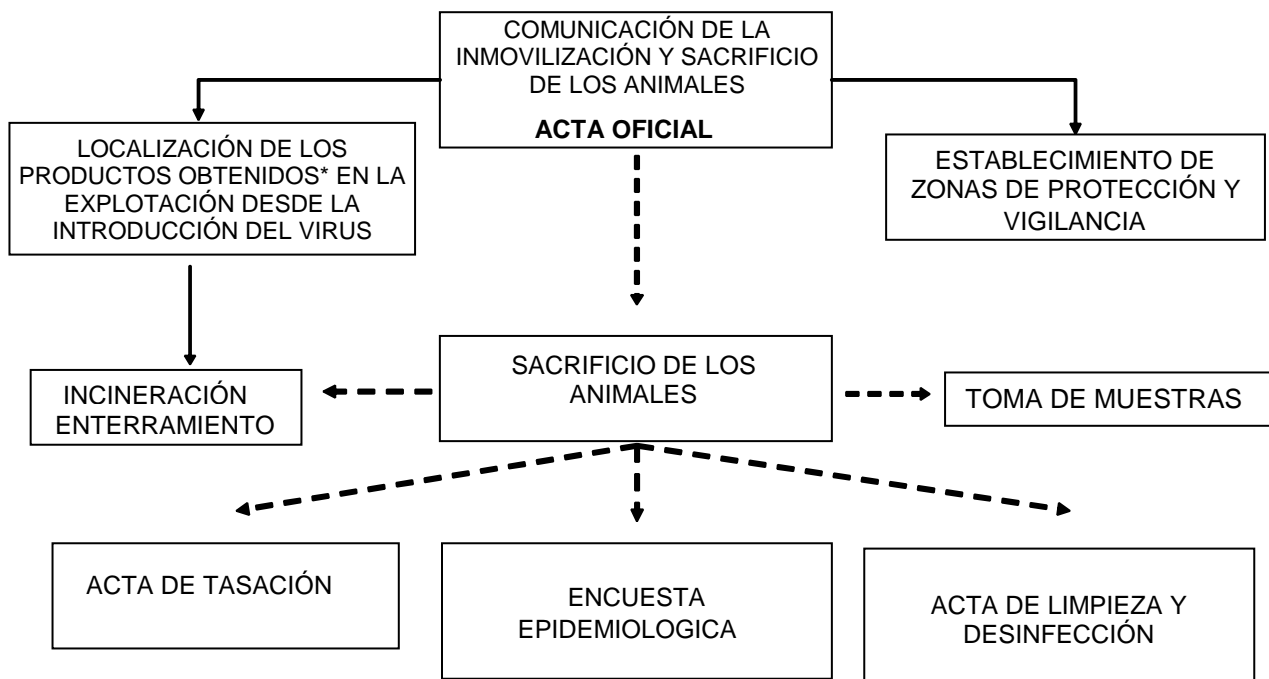 COMUNICACIÓN DE LA
INMOVILIZACIÓN Y SACRIFICIO
DE LOS ANIMALES
ACTA OFICIAL
LOCALIZACIÓN DE LOS
PRODUCTOS OBTENIDOS* EN LA
EXPLOTACIÓN DESDE LA
INTRODUCCIÓN DEL VIRUS
ESTABLECIMIENTO DE
ZONAS DE PROTECCIÓN Y
VIGILANCIA
INCINERACIÓN
ENTERRAMIENTO
SACRIFICIO DE LOS
ANIMALES
TOMA DE MUESTRAS
ACTA DE TASACIÓN
ENCUESTA
EPIDEMIOLOGICA
ACTA DE LIMPIEZA Y
DESINFECCIÓN